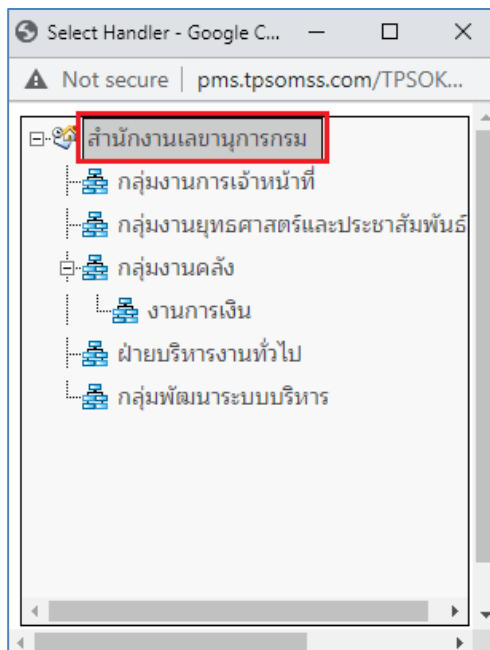 Select Handler - Google C...
Not secure | pms.tpsomss.com/TPSOK...
สำนักงานเลขานุการกรม
กลุ่มงานการเจ้าหน้าที่
กลุ่มงานยุทธศาสตร์และประชาสัมพันธ์
กลุ่มงานคลัง
งานการเงิน
ฝ่ายบริหารงานทั่วไป
กลุ่มพัฒนาระบบบริหาร